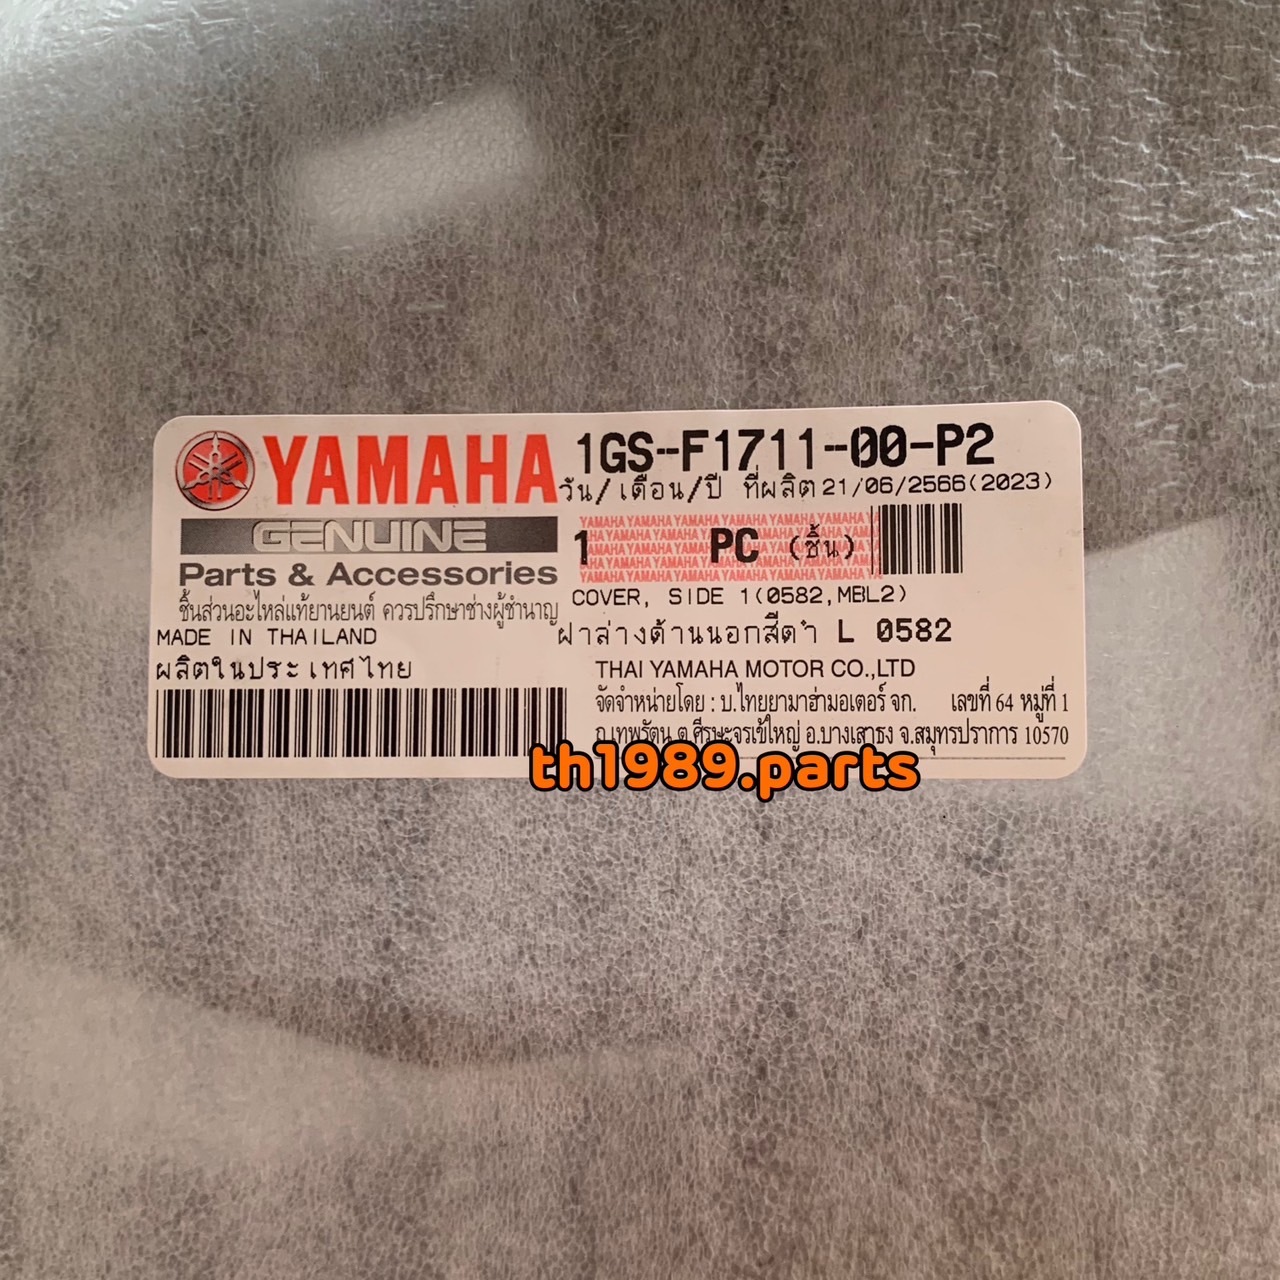 YAMAHA
GENUINE
Parts & Accessories
ชิ้นส่วนอะไหล่แท้ยานยนต์ ควรปรึกษาช่างผู้ชำนาญ
MADE IN THAILAND
ผลิตในประเทศไทย
1GS-F1711-00-P2
วัน/เดือน/ปี ที่ผลิต 21/06/2566(2023)
1 PC (ชิ้น)
COVER, SIDE 1(0582,MBL2)
ฝาล่างด้านนอกสีดำ L 0582
THAI YAMAHA MOTOR CO.,LTD
จัดจำหน่ายโดย : บ.ไทยยามาฮ่ามอเตอร์ จก. เลขที่ 64 หมู่ที่ 1
ถ.เทพรัตน ต.ศีรษะจรเข้ใหญ่ อ.บางเสาธง จ.สมุทรปราการ 10570
th1989.parts